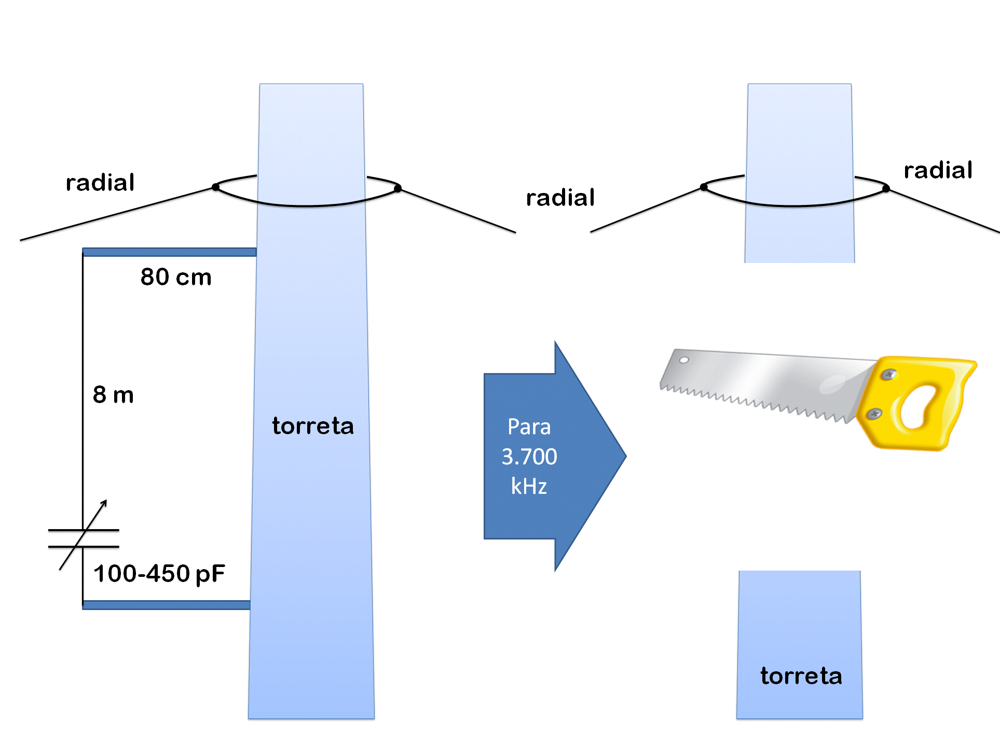 radial
radial
radial
80 cm
8 m
torreta
Para
3.700
kHz
100-450 pF
torreta